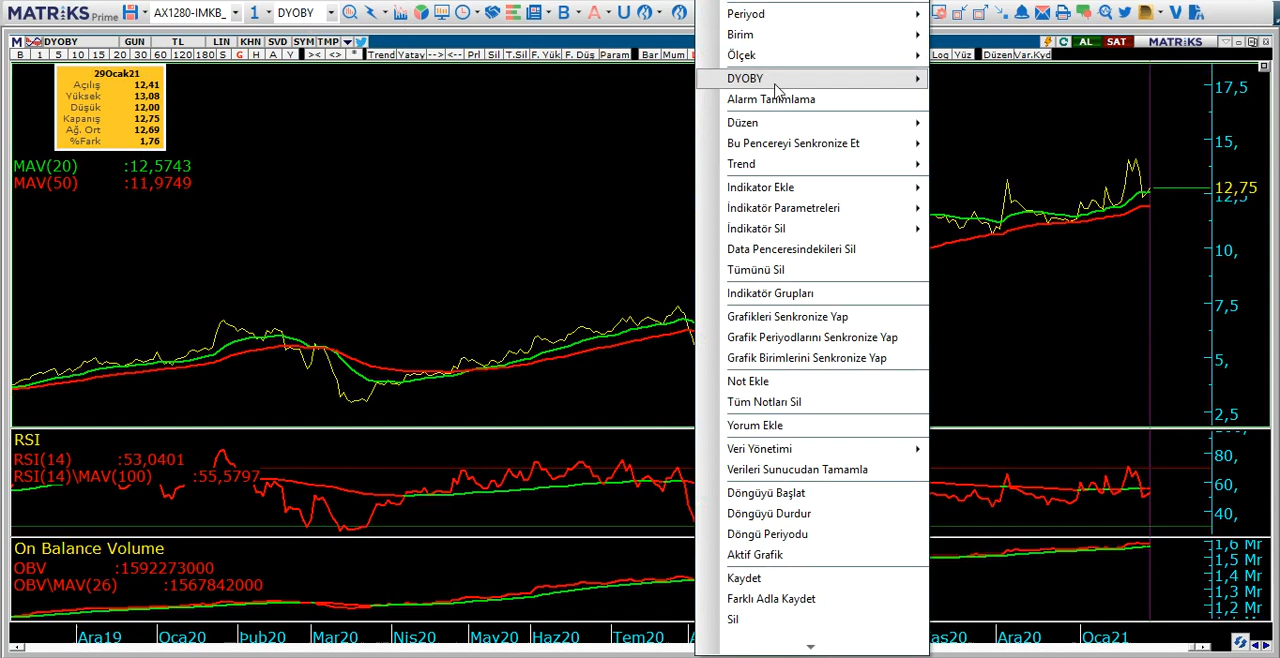 MATRiKS Prime AX1280-IMKB_ 1 DYOBY B A U V
M DYOBY GUN TL LIN KHN SVD SYM TMP
B 1 5 10 15 20 30 60 120 180 S G H A Y >< <> * Trend Yatay --> <-- Prl Sil T.Sil F. Yük F. Düş Param Bar Mum
AL SAT MATRiKS
Log Yüz Düzen Var.Kyd
29Ocak21
Açılış 12,41
Yüksek 13,08
Düşük 12,00
Kapanış 12,75
Ağ. Ort 12,69
%Fark 1,76
MAV(20) :12,5743
MAV(50) :11,9749
Periyod
Birim
Ölçek
DYOBY
Alarm Tanımlama
Düzen
Bu Pencereyi Senkronize Et
Trend
Indikator Ekle
İndikatör Parametreleri
İndikatör Sil
Data Penceresindekileri Sil
Tümünü Sil
Indikatör Grupları
Grafikleri Senkronize Yap
Grafik Periyodlarını Senkronize Yap
Grafik Birimlerini Senkronize Yap
Not Ekle
Tüm Notları Sil
Yorum Ekle
Veri Yönetimi
Verileri Sunucudan Tamamla
Döngüyü Başlat
Döngüyü Durdur
Döngü Periyodu
Aktif Grafik
Kaydet
Farklı Adla Kaydet
Sil
17,5
15,
12,75
12,5
10,
7,5
5,
2,5
RSI
RSI(14) :53,0401
RSI(14)\MAV(100) :55,5797
80,
60,
40,
On Balance Volume
OBV :1592273000
OBV\MAV(26) :1567842000
1,6 Mr
1,5 Mr
1,4 Mr
1,3 Mr
1,2 Mr
Ara19 Oca20 Þub20 Mar20 Nis20 May20 Haz20 Tem20 as20 Ara20 Oca21